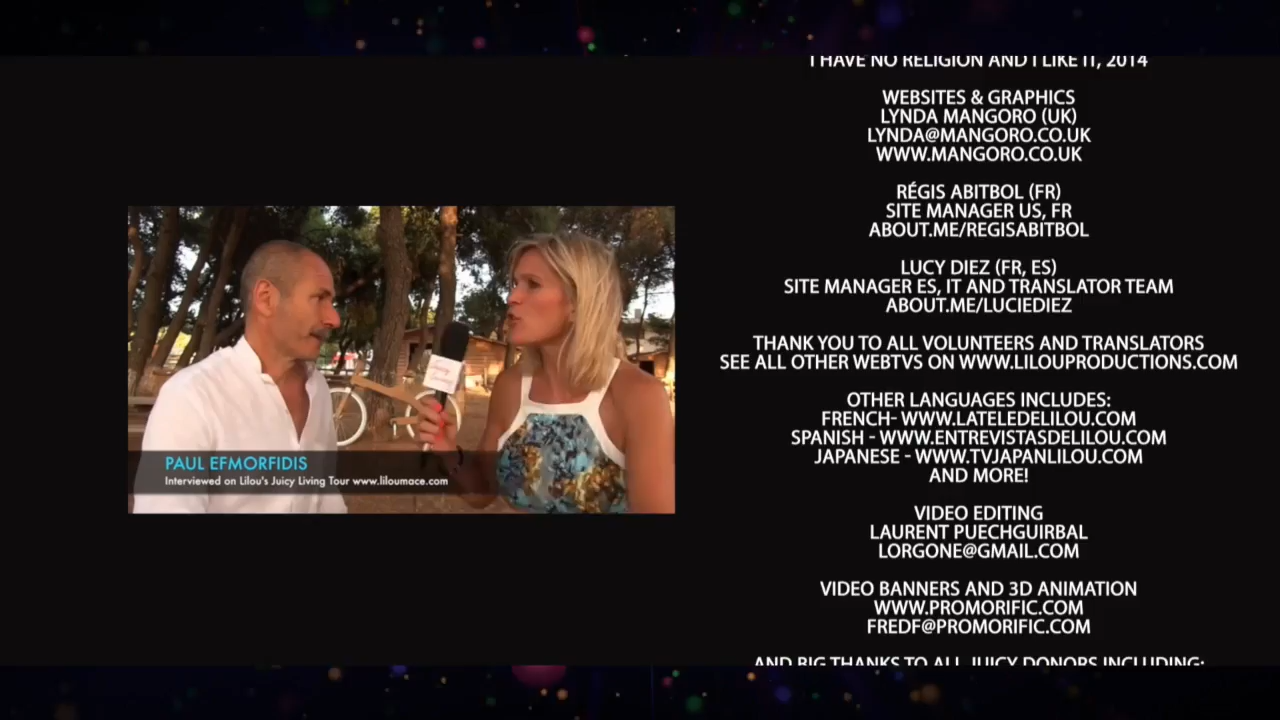 PAUL EFMORFIDIS
Interviewed on Lilou's Juicy Living Tour www.liloumace.com
I HAVE NO RELIGION AND I LIKE IT, 2014
WEBSITES & GRAPHICS
LYNDA MANGORO (UK)
LYNDA@MANGORO.CO.UK
WWW.MANGORO.CO.UK
RÉGIS ABITBOL (FR)
SITE MANAGER US, FR
ABOUT.ME/REGISABITBOL
LUCY DIEZ (FR, ES)
SITE MANAGER ES, IT AND TRANSLATOR TEAM
ABOUT.ME/LUCIEDIEZ
THANK YOU TO ALL VOLUNTEERS AND TRANSLATORS
SEE ALL OTHER WEBTVS ON WWW.LILOUPRODUCTIONS.COM
OTHER LANGUAGES INCLUDES:
FRENCH- WWW.LATELEDELILOU.COM
SPANISH - WWW.ENTREVISTASDELILOU.COM
JAPANESE - WWW.TVJAPANLILOU.COM
AND MORE!
VIDEO EDITING
LAURENT PUECHGUIRBAL
LORGONE@GMAIL.COM
VIDEO BANNERS AND 3D ANIMATION
WWW.PROMORIFIC.COM
FREDF@PROMORIFIC.COM
AND BIG THANKS TO ALL JUICY DONORS INCLUDING: